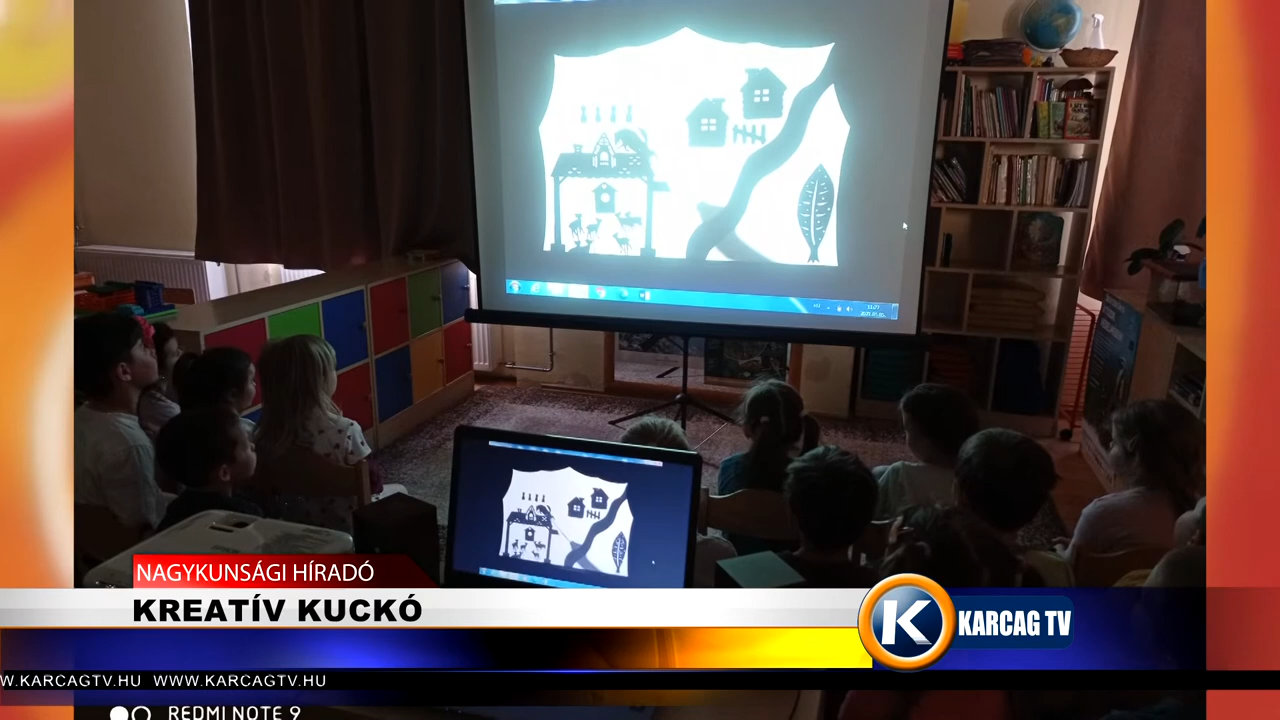 NAGYKUNSÁGI HÍRADÓ
KREATÍV KUCKÓ
K
KARCAG TV
W.KARCAGTV.HU WWW.KARCAGTV.HU
REDMI NOTE 9